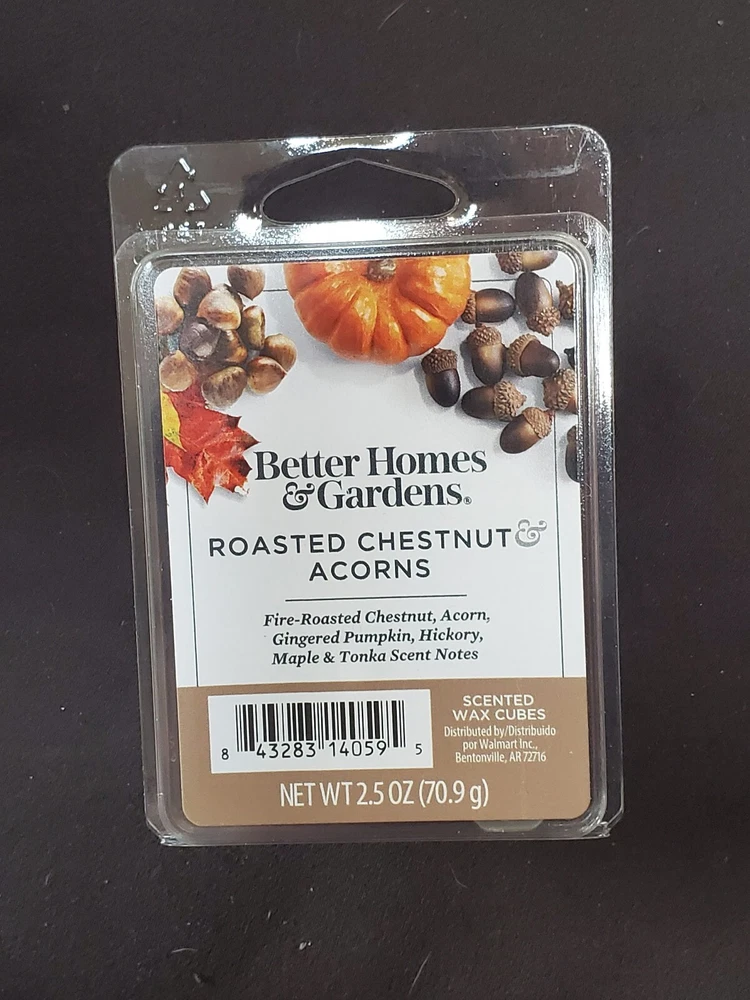 Better Homes
& Gardens®
ROASTED CHESTNUT &
ACORNS
Fire-Roasted Chestnut, Acorn,
Gingered Pumpkin, Hickory,
Maple & Tonka Scent Notes
SCENTED
WAX CUBES
Distributed by/Distribuido
por Walmart Inc.,
Bentonville, AR 72716
8 43283 14059 5
NET WT 2.5 OZ (70.9 g)